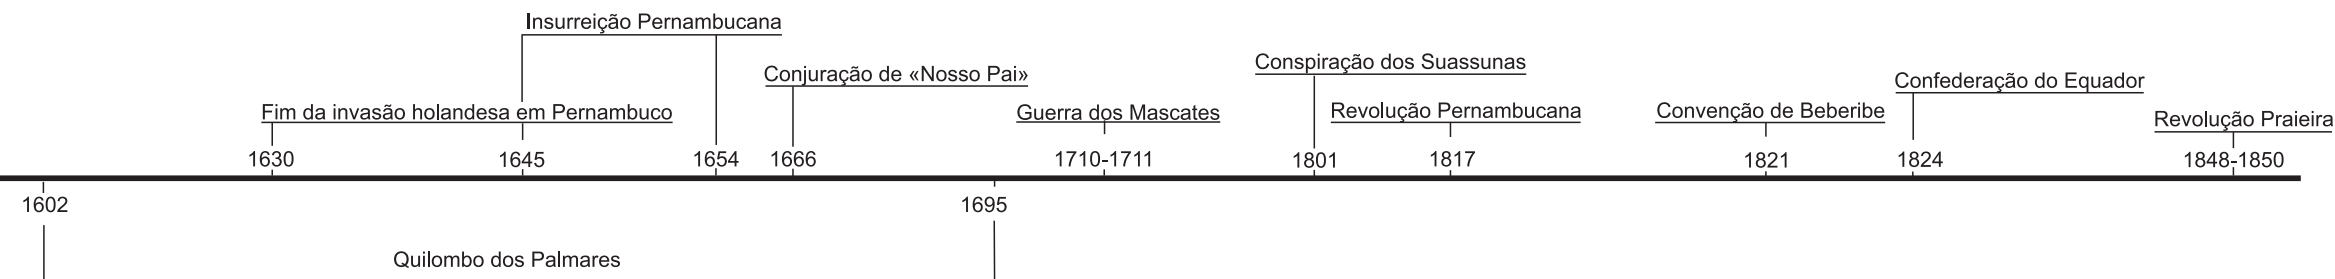 Insurreição Pernambucana
Conspiração dos Suassunas
Conjuração de «Nosso Pai»
Confederação do Equador
Fim da invasão holandesa em Pernambuco
Guerra dos Mascates
Revolução Pernambucana
Convenção de Beberibe
Revolução Praieira
1630
1645
1654
1666
1710-1711
1801
1817
1821
1824
1848-1850
1602
1695
Quilombo dos Palmares